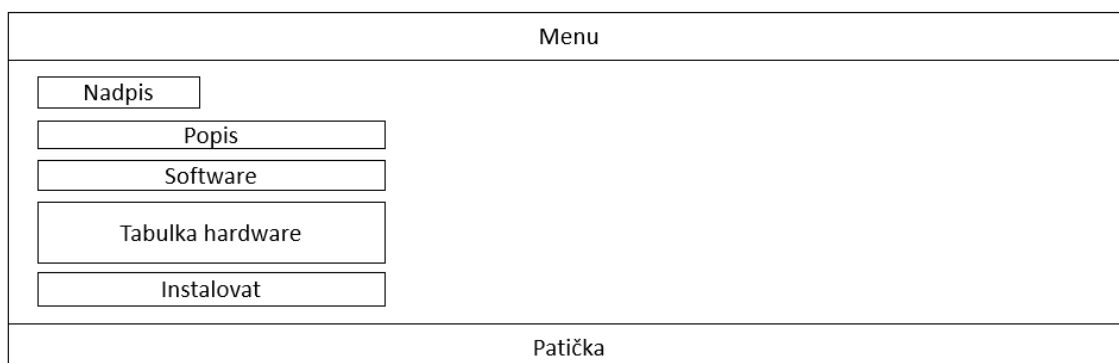 Menu
Nadpis
Popis
Software
Tabulka hardware
Instalovat
Patička